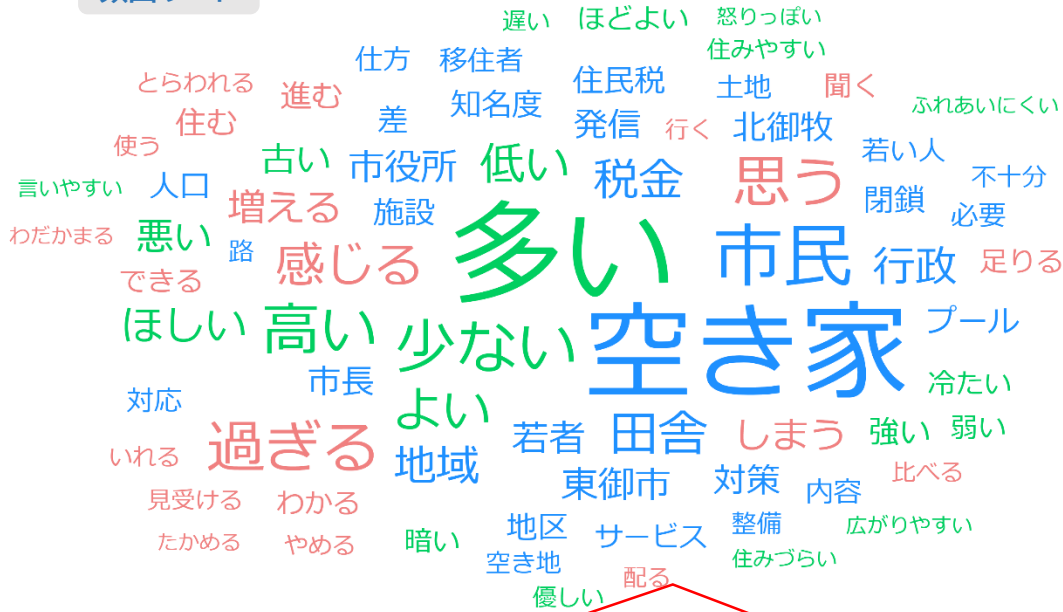 遅い ほどよい 怒りっぽい
仕方 移住者 住みやすい
とらわれる 進む 知名度 住民税 土地 聞く
住む 差 発信 行く 北御牧 ふれあいにくい
使う 古い 市役所 低い 税金 思う 若い人 不十分
言いやすい 人口 増える 施設 閉鎖 必要
わだかまる 悪い 路 感じる 多い 市民 行政 足りる
できる
ほしい 高い 少ない 空き家 プール
対応 市長 よい 冷たい
いれる 過ぎる 地域 若者 田舎 しまう 強い 弱い
見受ける わかる 東御市 対策 内容 比べる
たかめる やめる 暗い 地区 サービス 整備 広がりやすい
空き地 住みづらい
優しい 配る